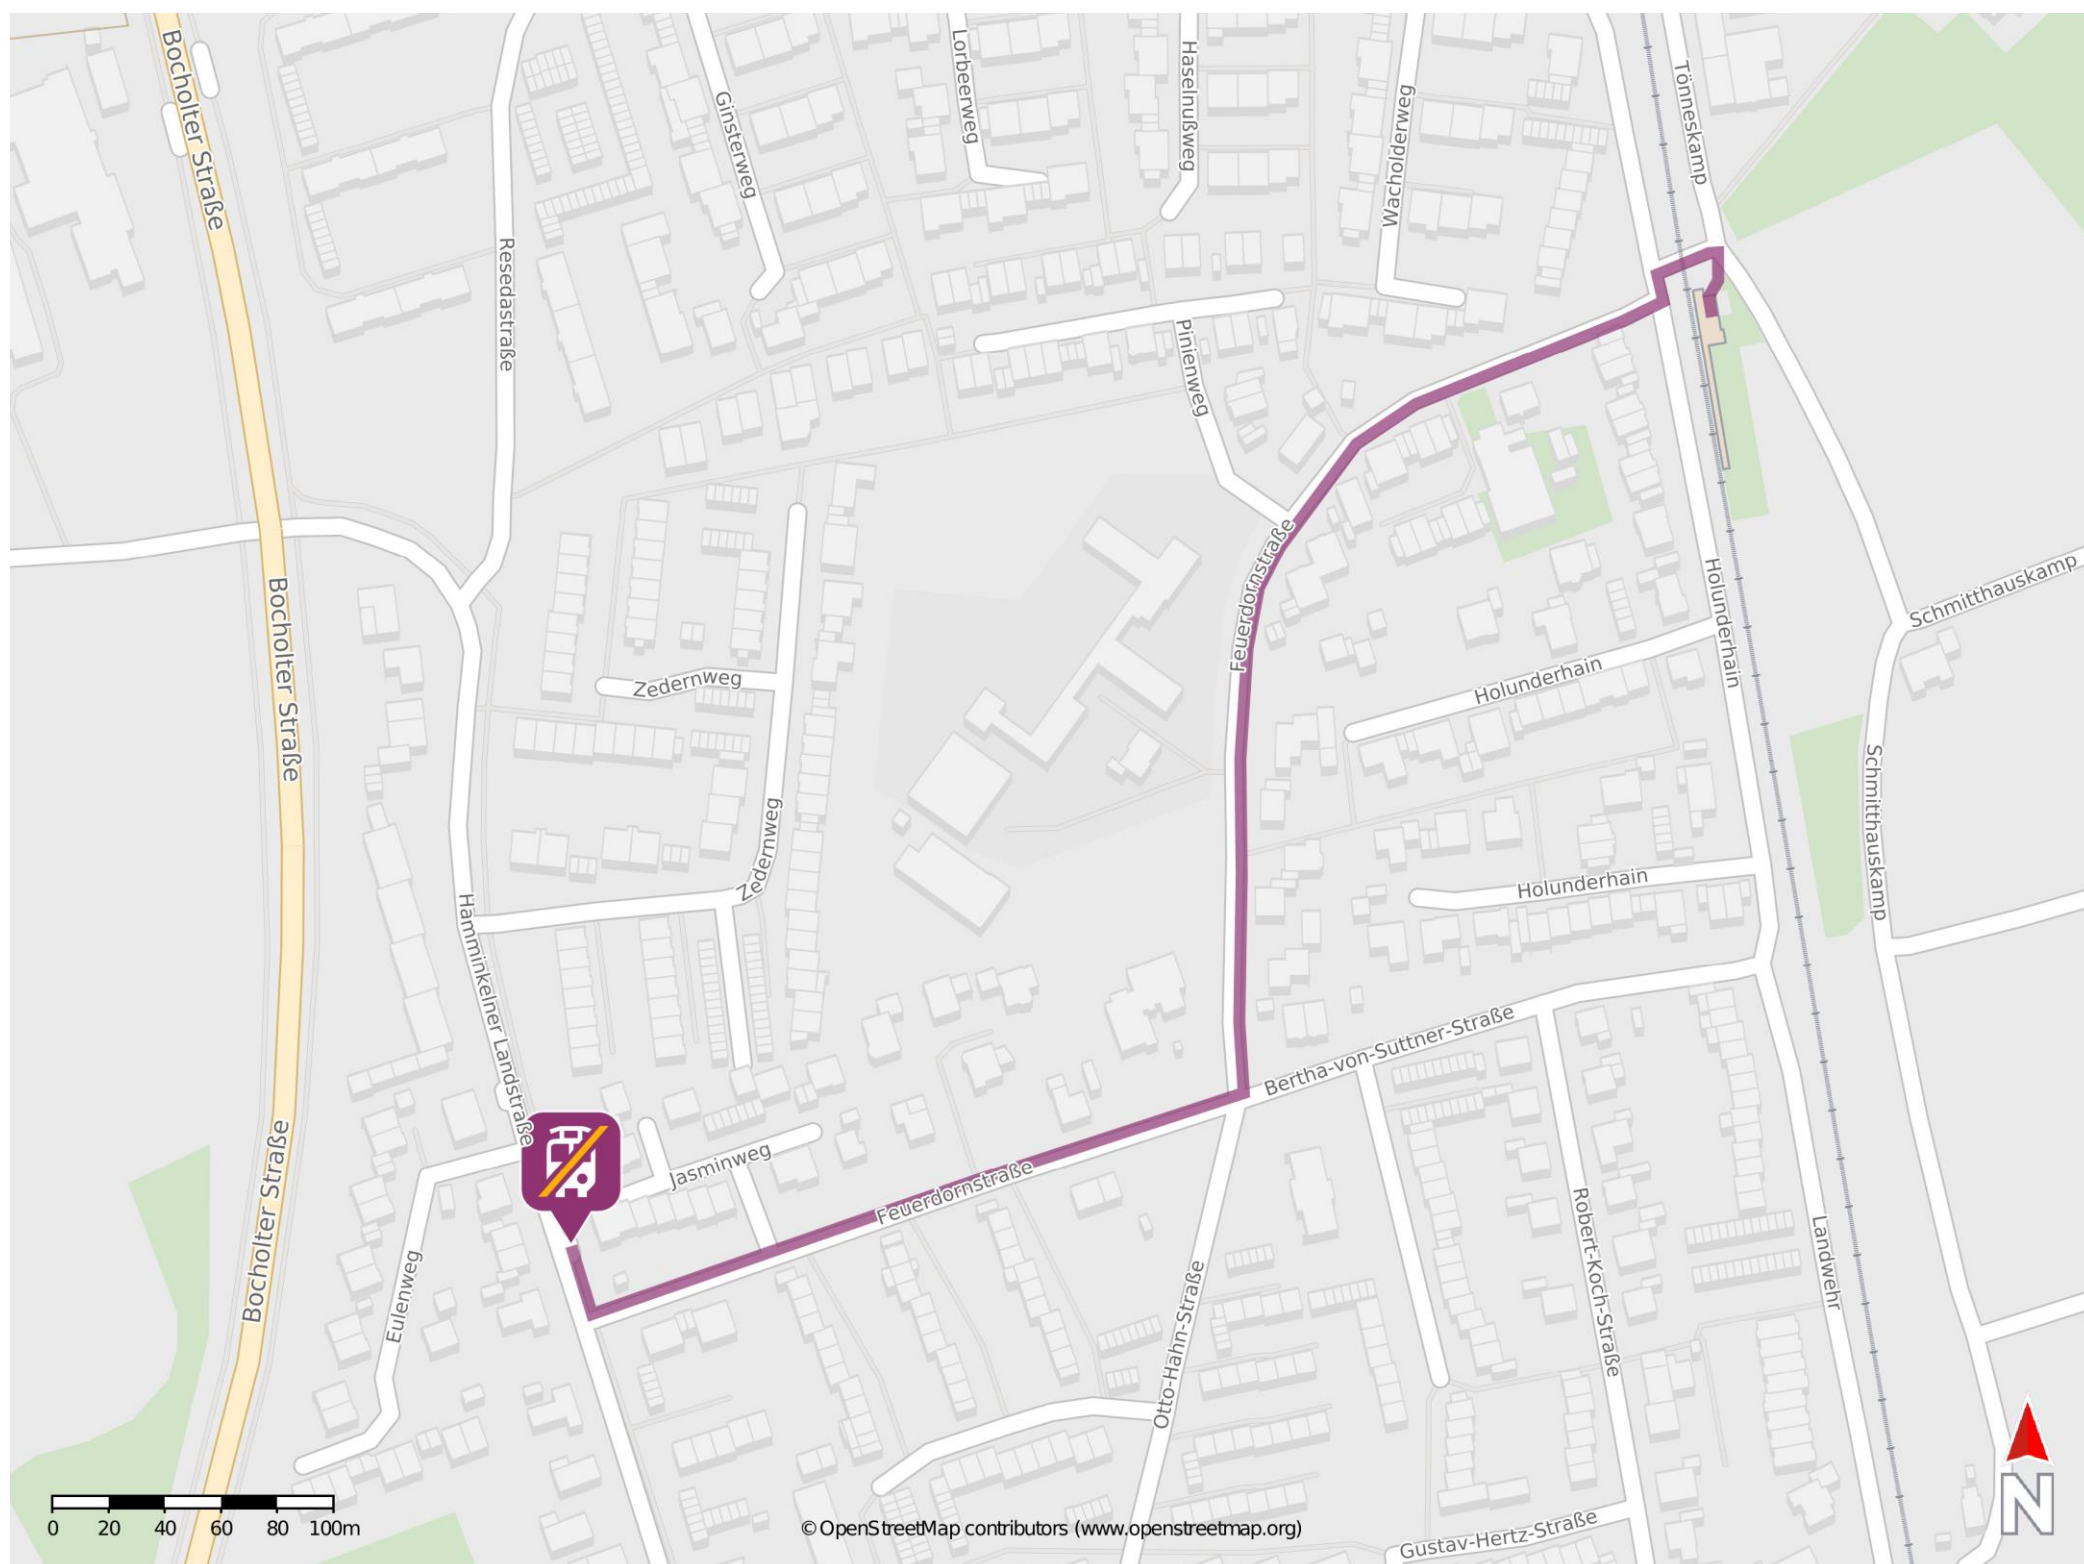 Bocholter Straße
Ginsterweg
Lorbeerweg
Haselnußweg
Wacholderweg
Tönneskamp
Resedastraße
Pinienweg
Feuerdornstraße
Bocholter Straße
Zedernweg
Holunderhain
Holunderhain
Schmitthauskamp
Schmitthauskamp
Zedernweg
Holunderhain
Hamminkelner Landstraße
Bertha-von-Suttner-Straße
Bocholter Straße
Jasminweg
Feuerdornstraße
Eulenweg
Otto-Hahn-Straße
Robert-Koch-Straße
Landwehr
Gustav-Hertz-Straße
N
0 20 40 60 80 100m
© OpenStreetMap contributors (www.openstreetmap.org)